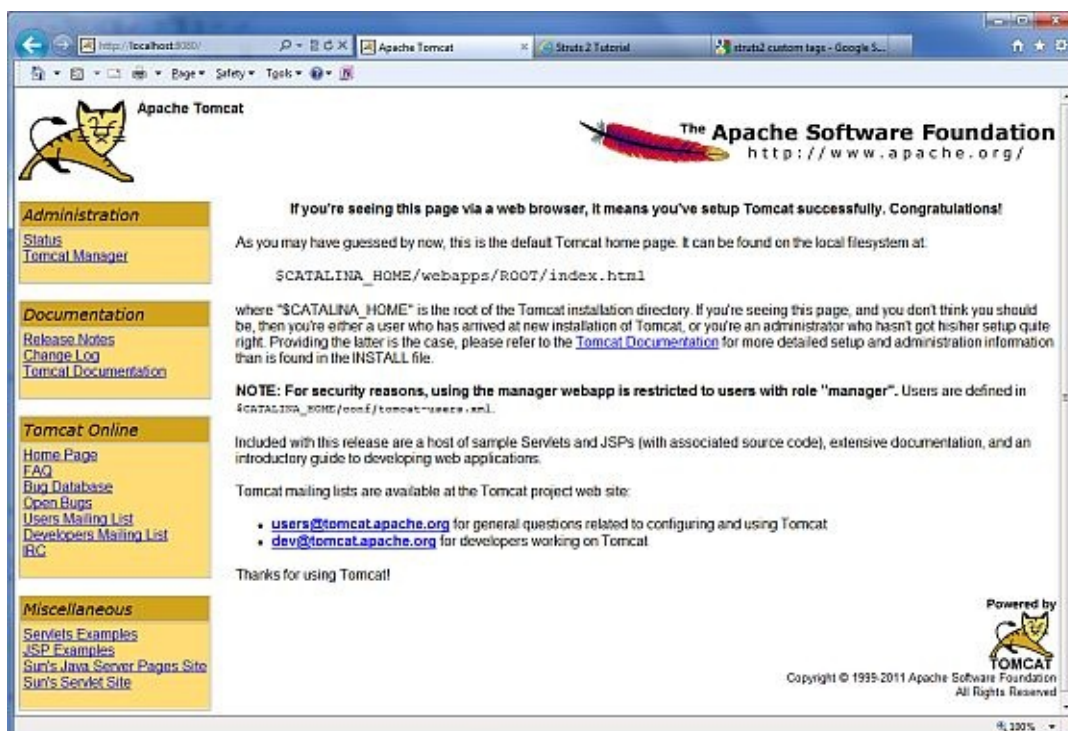 http://localhost:8080/
Apache Tomcat
Struts 2 Tutorial
struts2 custom tags - Google S...
Page
Safety
Tools
Apache Tomcat
The Apache Software Foundation
http://www.apache.org/
Administration
Status
Tomcat Manager
Documentation
Release Notes
Change Log
Tomcat Documentation
Tomcat Online
Home Page
FAQ
Bug Database
Open Bugs
Users Mailing List
Developers Mailing List
IRC
Miscellaneous
Servlets Examples
JSP Examples
Sun's Java Server Pages Site
Sun's Servlet Site
If you're seeing this page via a web browser, it means you've setup Tomcat successfully. Congratulations!
As you may have guessed by now, this is the default Tomcat home page. It can be found on the local filesystem at:
$CATALINA_HOME/webapps/ROOT/index.html
where "$CATALINA_HOME" is the root of the Tomcat installation directory. If you're seeing this page, and you don't think you should
be, then you're either a user who has arrived at new installation of Tomcat, or you're an administrator who hasn't got his/her setup quite
right. Providing the latter is the case, please refer to the Tomcat Documentation for more detailed setup and administration information
than is found in the INSTALL file.
NOTE: For security reasons, using the manager webapp is restricted to users with role "manager". Users are defined in
$CATALINA_HOME/conf/tomcat-users.xml.
Included with this release are a host of sample Servlets and JSPs (with associated source code), extensive documentation, and an
introductory guide to developing web applications.
Tomcat mailing lists are available at the Tomcat project web site:
users@tomcat.apache.org for general questions related to configuring and using Tomcat
dev@tomcat.apache.org for developers working on Tomcat
Thanks for using Tomcat!
Powered by
TOMCAT
Copyright © 1999-2011 Apache Software Foundation
All Rights Reserved
100%